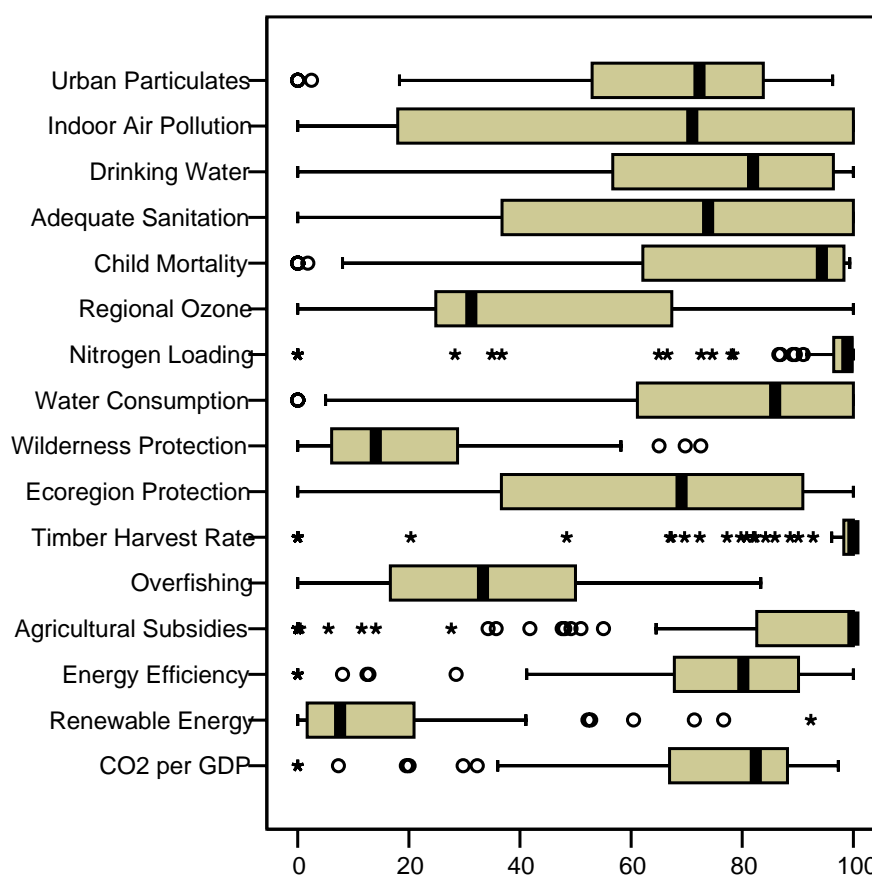 Urban Particulates
Indoor Air Pollution
Drinking Water
Adequate Sanitation
Child Mortality
Regional Ozone
Nitrogen Loading
Water Consumption
Wilderness Protection
Ecoregion Protection
Timber Harvest Rate
Overfishing
Agricultural Subsidies
Energy Efficiency
Renewable Energy
CO2 per GDP
0 20 40 60 80 100